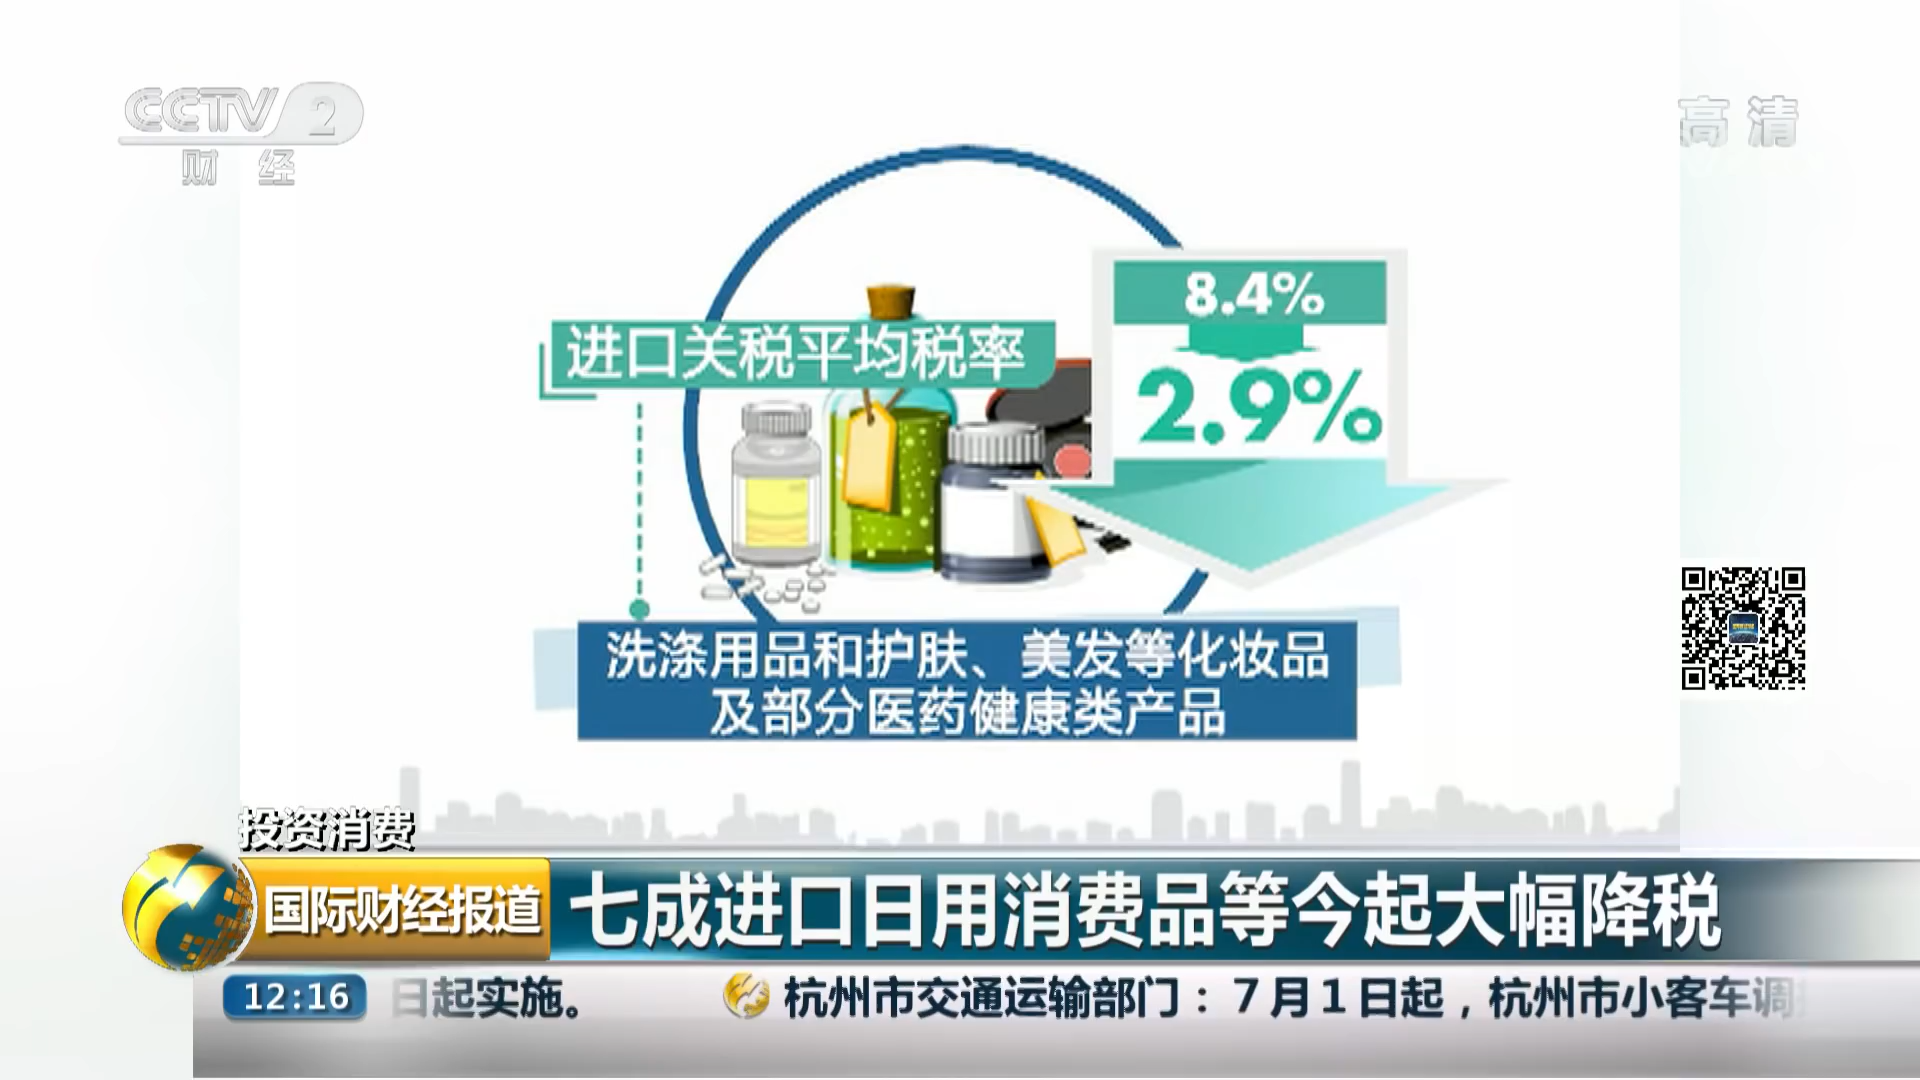 CCTV 2
财 经
高 清
8.4%
进口关税平均税率
2.9%
洗涤用品和护肤、美发等化妆品
及部分医药健康类产品
投资消费
国际财经报道
七成进口日用消费品等今起大幅降税
12:16
日起实施。 杭州市交通运输部门：7月1日起，杭州市小客车调